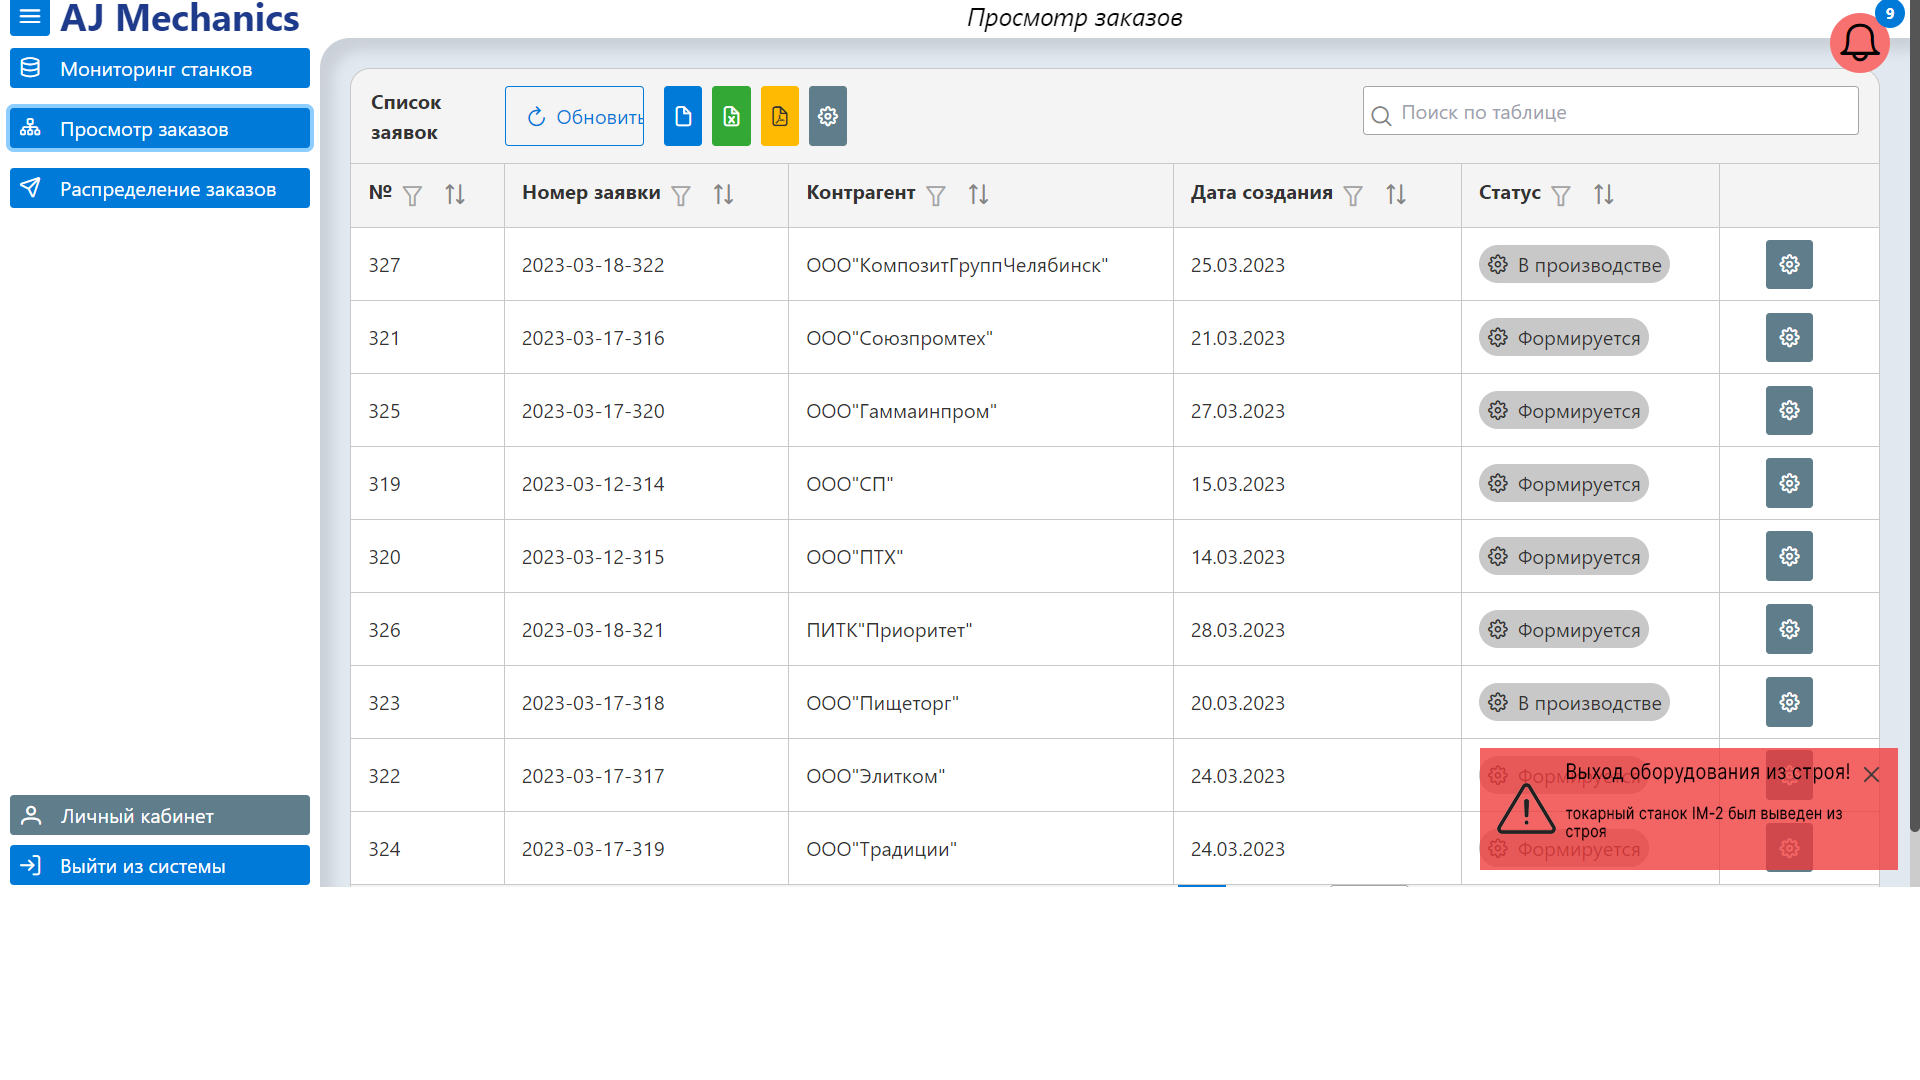 AJ Mechanics
Просмотр заказов
9
Мониторинг станков
Просмотр заказов
Распределение заказов
Личный кабинет
Выйти из системы
Список
заявок
Обновить
Поиск по таблице
№ Номер заявки Контрагент Дата создания Статус
327 2023-03-18-322 ООО"КомпозитГруппЧелябинск" 25.03.2023 В производстве
321 2023-03-17-316 ООО"Союзпромтех" 21.03.2023 Формируется
325 2023-03-17-320 ООО"Гаммаинпром" 27.03.2023 Формируется
319 2023-03-12-314 ООО"СП" 15.03.2023 Формируется
320 2023-03-12-315 ООО"ПТХ" 14.03.2023 Формируется
326 2023-03-18-321 ПИТК"Приоритет" 28.03.2023 Формируется
323 2023-03-17-318 ООО"Пищеторг" 20.03.2023 В производстве
322 2023-03-17-317 ООО"Элитком" 24.03.2023 Формируется
324 2023-03-17-319 ООО"Традиции" 24.03.2023 Формируется
Выход оборудования из строя!
токарный станок IM-2 был выведен из
строя